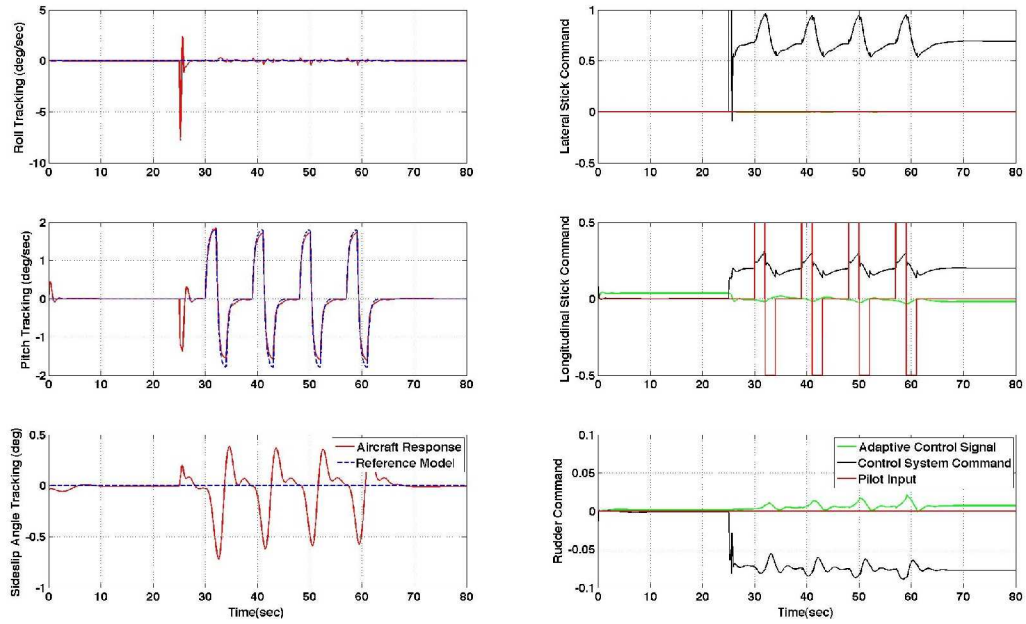 5
0
-5
-10
Roll Tracking (deg/sec)
0 10 20 30 40 50 60 70 80
1
0.5
0
-0.5
Lateral Stick Command
0 10 20 30 40 50 60 70 80
2
1
0
-1
-2
Pitch Tracking (deg/sec)
0 10 20 30 40 50 60 70 80
0.5
0
-0.5
Longitudinal Stick Command
0 10 20 30 40 50 60 70 80
0.5
0
-0.5
-1
Sideslip Angle Tracking (deg)
Aircraft Response
Reference Model
0 10 20 30 40 50 60 70 80
Time(sec)
0.1
0.05
0
-0.05
-0.1
Rudder Command
Adaptive Control Signal
Control System Command
Pilot Input
0 10 20 30 40 50 60 70 80
Time(sec)